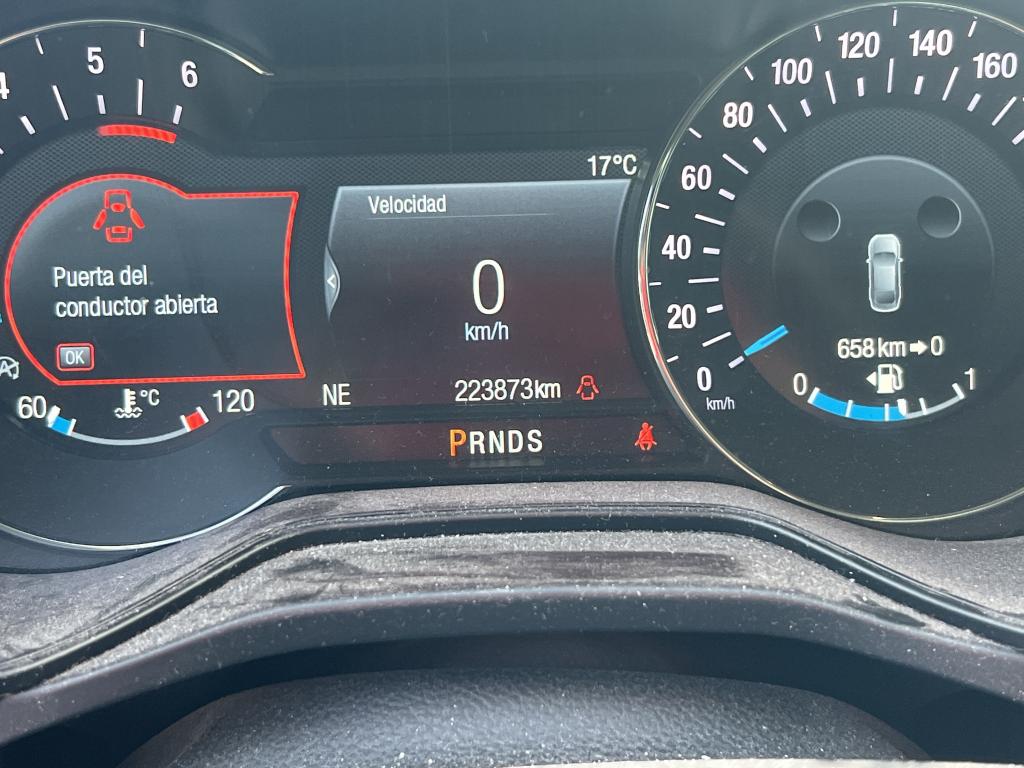 4
5
6
Puerta del
conductor abierta
OK
A
60
°C
120
17°C
Velocidad
0
km/h
NE
223873km
PRNDS
0
20
40
60
80
100
120
140
160
km/h
658 km➡0
0
1